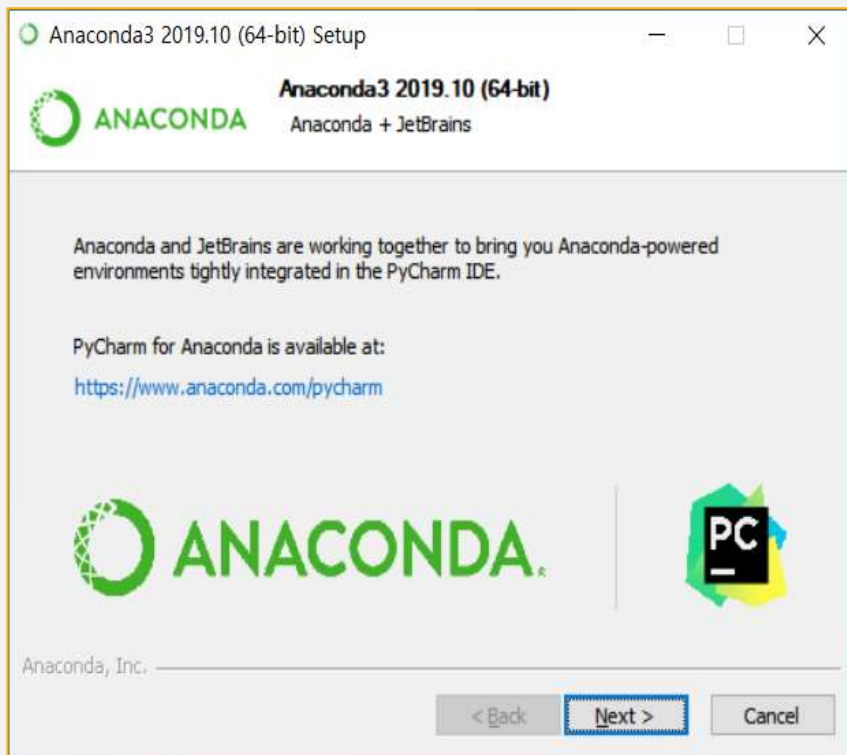 Anaconda3 2019.10 (64-bit) Setup
ANACONDA
Anaconda3 2019.10 (64-bit)
Anaconda + JetBrains
Anaconda and JetBrains are working together to bring you Anaconda-powered
environments tightly integrated in the PyCharm IDE.
PyCharm for Anaconda is available at:
https://www.anaconda.com/pycharm
ANACONDA®
PC
Anaconda, Inc.
< Back Next > Cancel